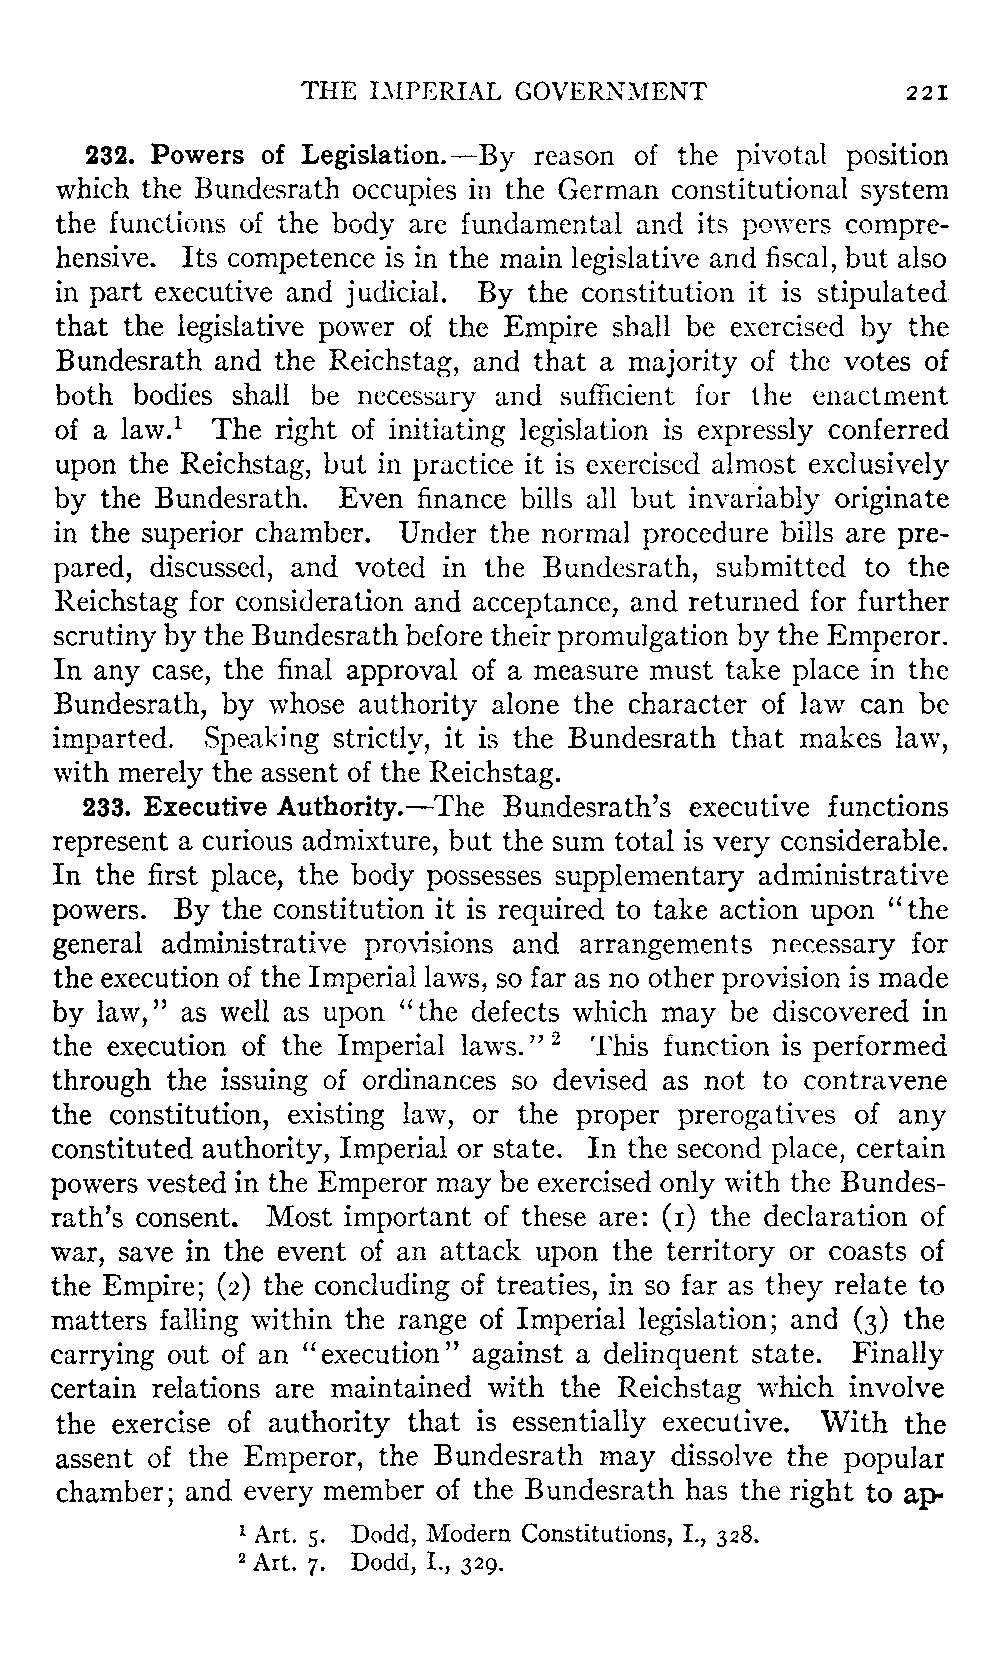 THE IMPERIAL GOVERNMENT 221
232. Powers of Legislation.—By reason of the pivotal position
which the Bundesrath occupies in the German constitutional system
the functions of the body are fundamental and its powers compre-
hensive. Its competence is in the main legislative and fiscal, but also
in part executive and judicial. By the constitution it is stipulated
that the legislative power of the Empire shall be exercised by the
Bundesrath and the Reichstag, and that a majority of the votes of
both bodies shall be necessary and sufficient for the enactment
of a law.¹ The right of initiating legislation is expressly conferred
upon the Reichstag, but in practice it is exercised almost exclusively
by the Bundesrath. Even finance bills all but invariably originate
in the superior chamber. Under the normal procedure bills are pre-
pared, discussed, and voted in the Bundesrath, submitted to the
Reichstag for consideration and acceptance, and returned for further
scrutiny by the Bundesrath before their promulgation by the Emperor.
In any case, the final approval of a measure must take place in the
Bundesrath, by whose authority alone the character of law can be
imparted. Speaking strictly, it is the Bundesrath that makes law,
with merely the assent of the Reichstag.
233. Executive Authority.—The Bundesrath's executive functions
represent a curious admixture, but the sum total is very considerable.
In the first place, the body possesses supplementary administrative
powers. By the constitution it is required to take action upon "the
general administrative provisions and arrangements necessary for
the execution of the Imperial laws, so far as no other provision is made
by law," as well as upon "the defects which may be discovered in
the execution of the Imperial laws."² This function is performed
through the issuing of ordinances so devised as not to contravene
the constitution, existing law, or the proper prerogatives of any
constituted authority, Imperial or state. In the second place, certain
powers vested in the Emperor may be exercised only with the Bundes-
rath's consent. Most important of these are: (1) the declaration of
war, save in the event of an attack upon the territory or coasts of
the Empire; (2) the concluding of treaties, in so far as they relate to
matters falling within the range of Imperial legislation; and (3) the
carrying out of an "execution" against a delinquent state. Finally
certain relations are maintained with the Reichstag which involve
the exercise of authority that is essentially executive. With the
assent of the Emperor, the Bundesrath may dissolve the popular
chamber; and every member of the Bundesrath has the right to ap-
¹ Art. 5. Dodd, Modern Constitutions, I., 328.
² Art. 7. Dodd, I., 329.